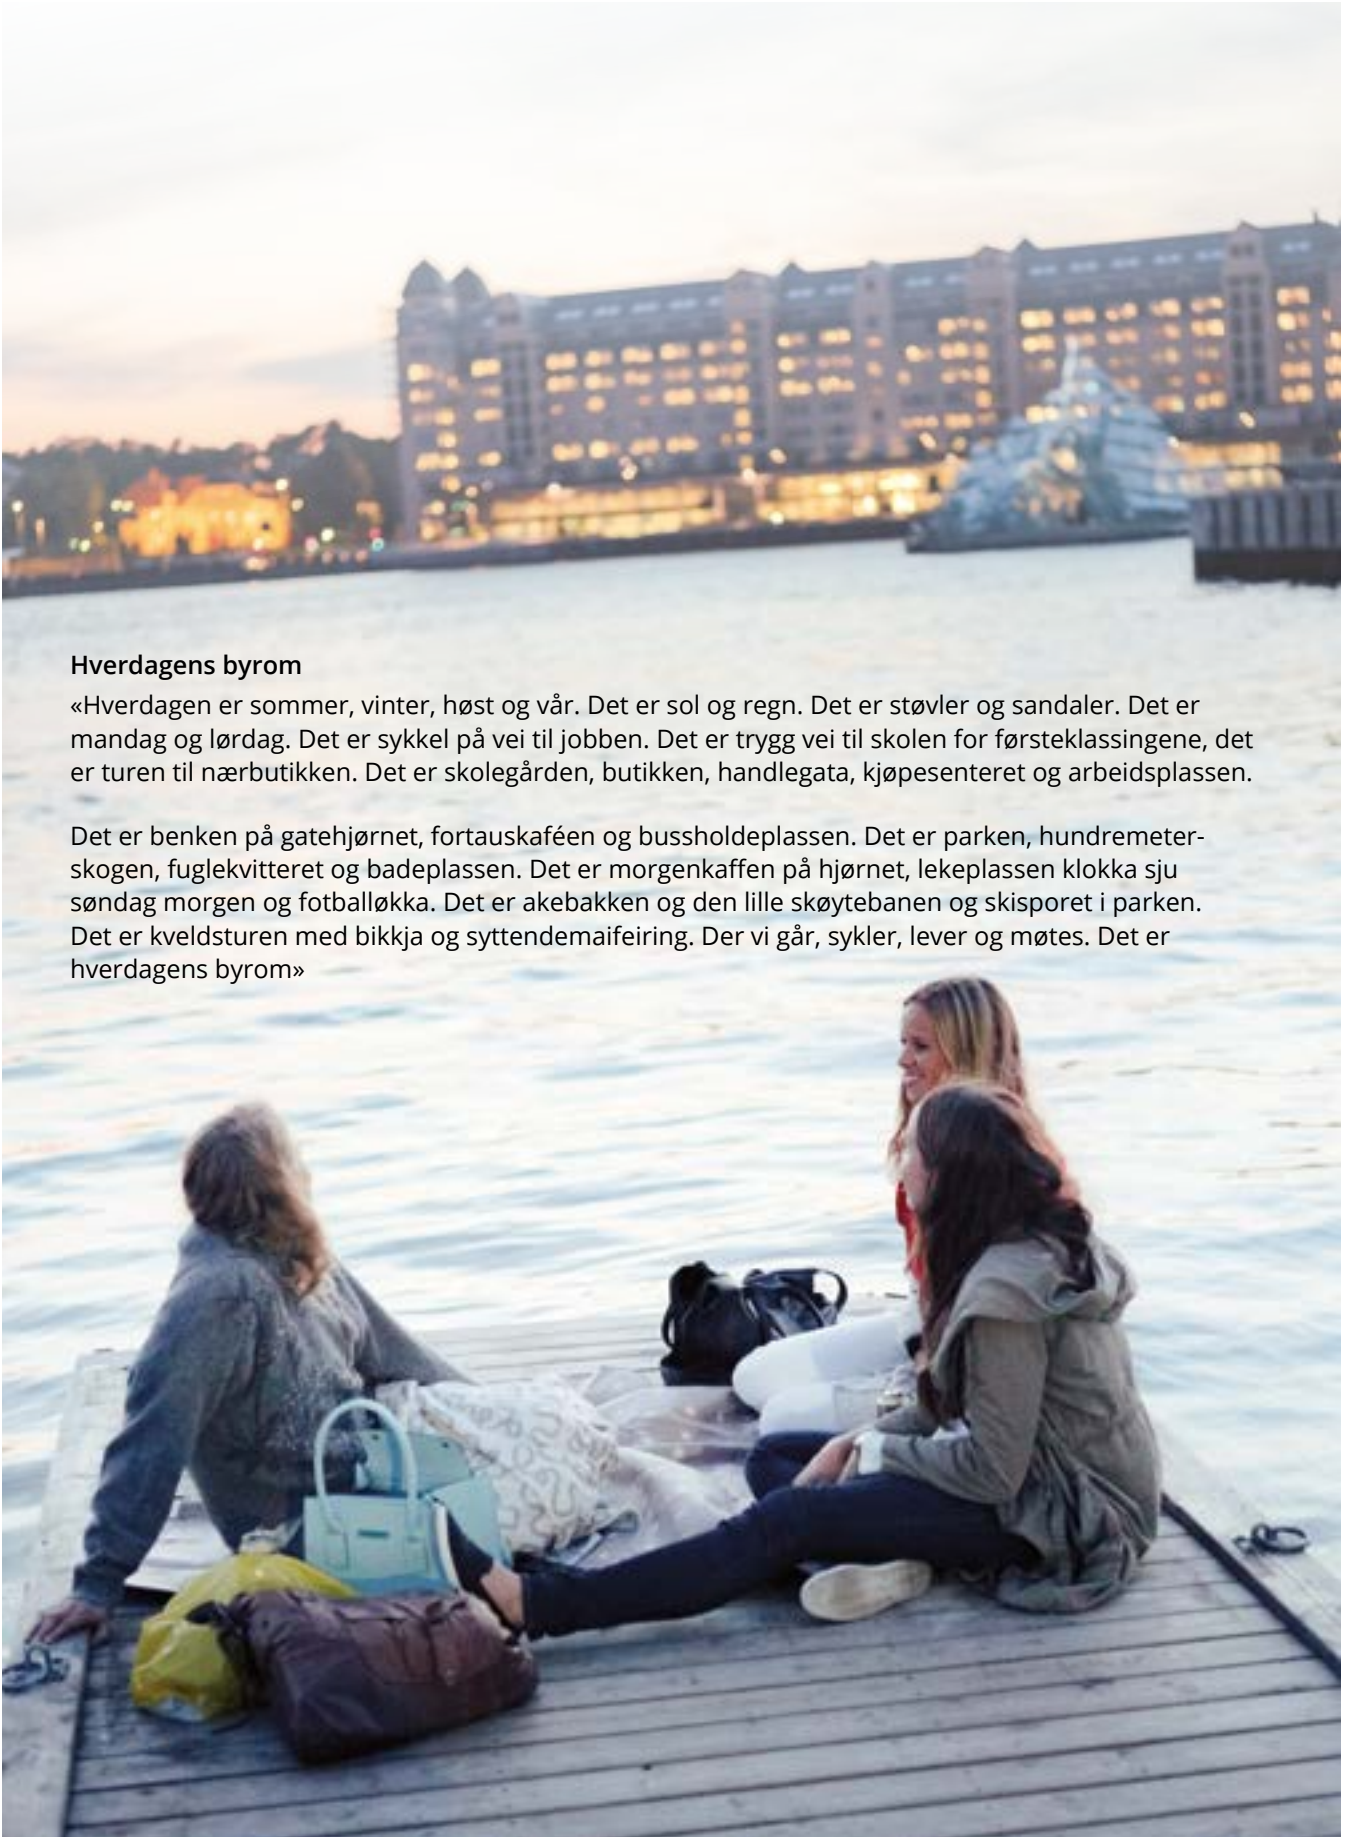 Hverdagens byrom
«Hverdagen er sommer, vinter, høst og vår. Det er sol og regn. Det er støvler og sandaler. Det er
mandag og lørdag. Det er sykkel på vei til jobben. Det er trygg vei til skolen for førsteklassingene, det
er turen til nærbutikken. Det er skolegården, butikken, handlegata, kjøpesenteret og arbeidsplassen.
Det er benken på gatehjørnet, fortauskaféen og bussholdeplassen. Det er parken, hundremeter-
skogen, fuglekvitteret og badeplassen. Det er morgenkaffen på hjørnet, lekeplassen klokka sju
søndag morgen og fotballøkka. Det er akebakken og den lille skøytebanen og skisporet i parken.
Det er kveldsturen med bikkja og syttendemaifeiring. Der vi går, sykler, lever og møtes. Det er
hverdagens byrom»